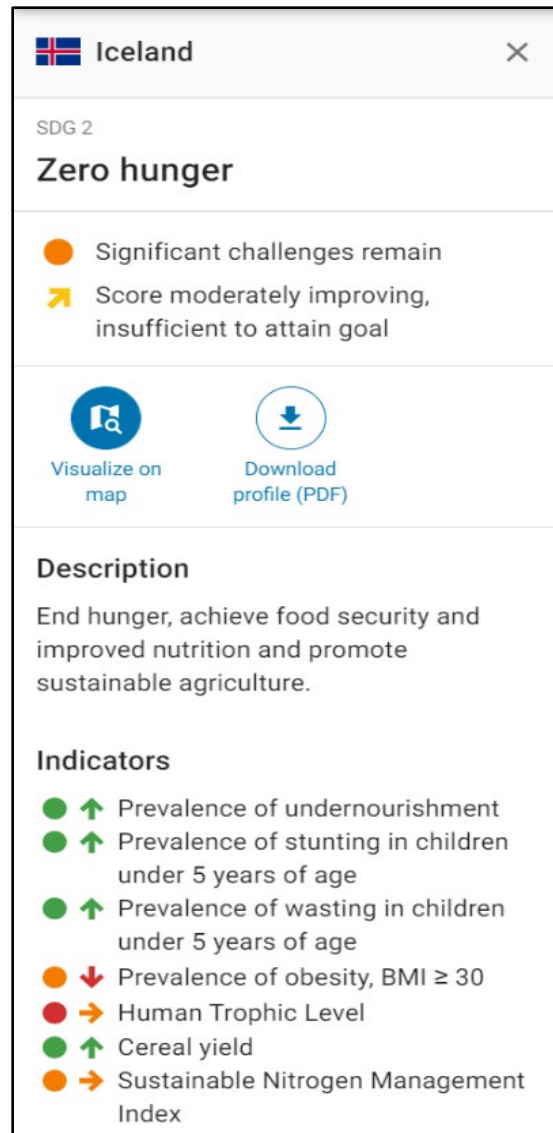 Iceland
SDG 2
Zero hunger
Significant challenges remain
Score moderately improving,
insufficient to attain goal
Visualize on
map
Download
profile (PDF)
Description
End hunger, achieve food security and
improved nutrition and promote
sustainable agriculture.
Indicators
Prevalence of undernourishment
Prevalence of stunting in children
under 5 years of age
Prevalence of wasting in children
under 5 years of age
Prevalence of obesity, BMI ≥ 30
Human Trophic Level
Cereal yield
Sustainable Nitrogen Management
Index